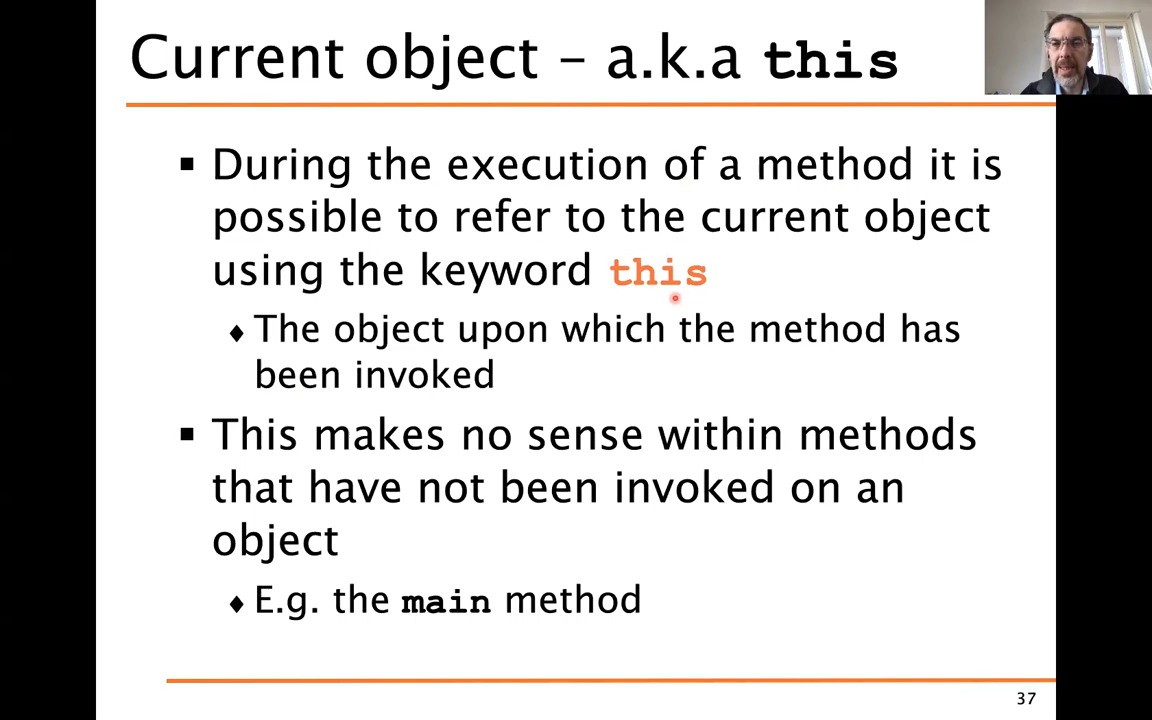 Current object – a.k.a this
▪ During the execution of a method it is
possible to refer to the current object
using the keyword this
♦ The object upon which the method has
been invoked
▪ This makes no sense within methods
that have not been invoked on an
object
♦ E.g. the main method
37